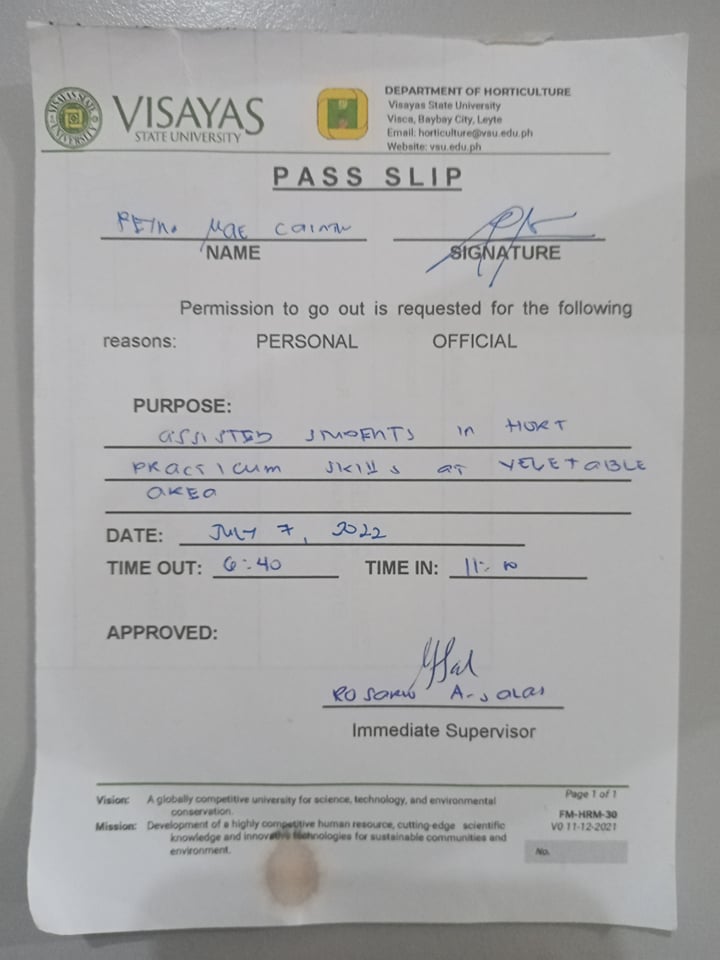 VISAYAS
STATE UNIVERSITY
DEPARTMENT OF HORTICULTURE
Visayas State University
Visca, Baybay City, Leyte
Email: horticulture@vsu.edu.ph
Website: vsu.edu.ph
PASS SLIP
MAE
NAME SIGNATURE
Permission to go out is requested for the following
reasons: PERSONAL OFFICIAL
PURPOSE:
ASSISTED STUDENTS IN HORT
PRACTICUM SKILLS AT VEGETABLE
AREA
DATE: JULY 7, 2022
TIME OUT: 6:40 TIME IN: 11:10
APPROVED:
ROSARIO A. SALAS
Immediate Supervisor
Vision: A globally competitive university for science, technology, and environmental
conservation.
Mission: Development of a highly competitive human resource, cutting-edge scientific
knowledge and innovative technologies for sustainable communities and
environment.
Page 1 of 1
FM-HRM-30
V0 11-12-2021
No.